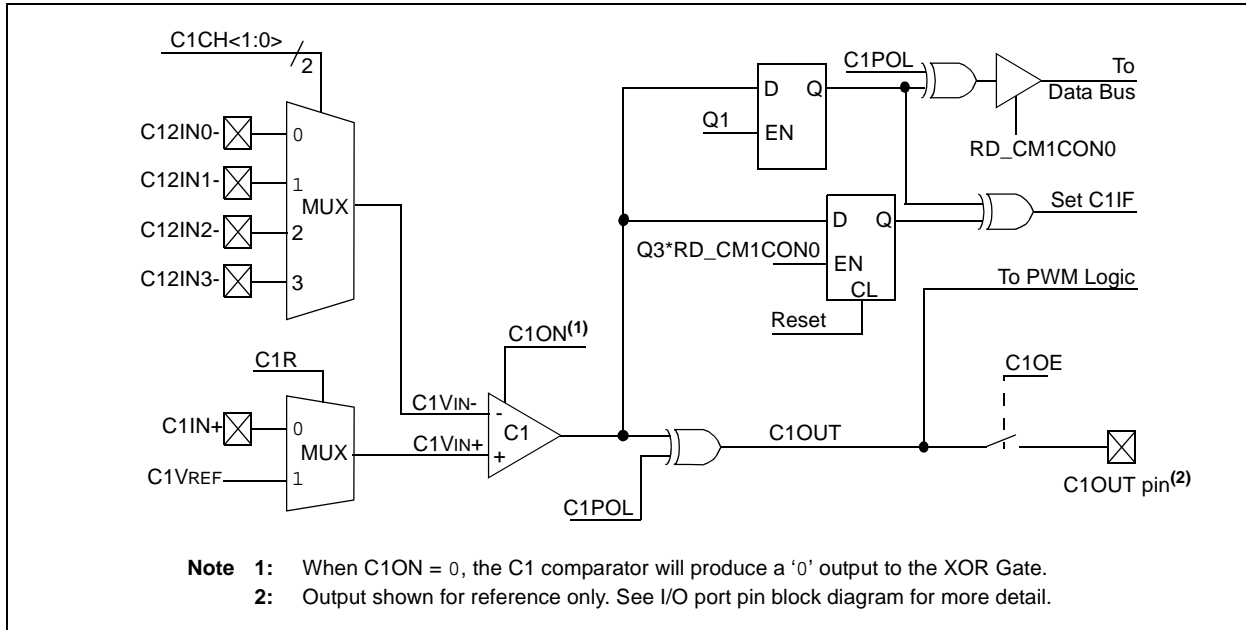 C1CH<1:0>
2
C12IN0-
0
C12IN1-
1
MUX
C12IN2-
2
C12IN3-
3
C1POL
D
Q
Q1
EN
To
Data Bus
RD_CM1CON0
D
Q
Q3*RD_CM1CON0
EN
CL
Reset
Set C1IF
To PWM Logic
C1R
C1IN+
0
MUX
C1VREF
1
C1ON(1)
C1VIN-
-
C1
C1VIN+
+
C1POL
C1OUT
C1OE
C1OUT pin(2)
Note 1: When C1ON = 0, the C1 comparator will produce a ‘0’ output to the XOR Gate.
2: Output shown for reference only. See I/O port pin block diagram for more detail.